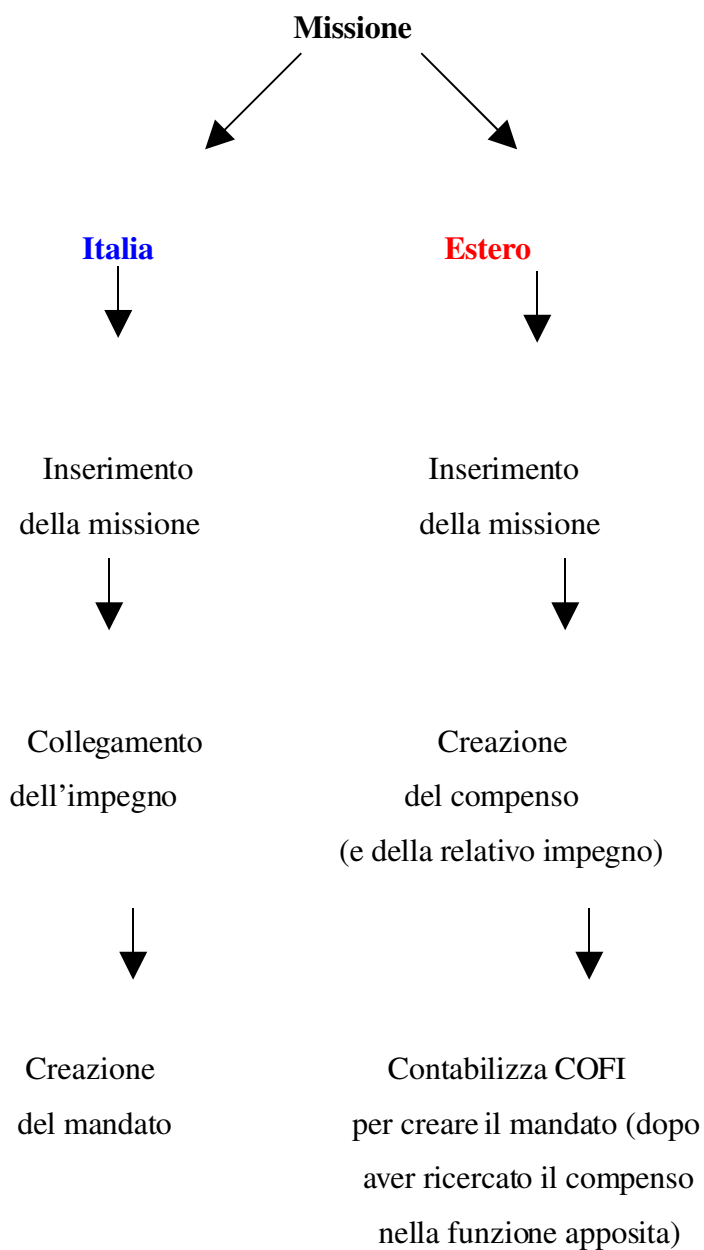 Missione
Italia
Estero
Inserimento
della missione
Inserimento
della missione
Collegamento
dell'impegno
Creazione
del compenso
(e della relativo impegno)
Creazione
del mandato
Contabilizza COFI
per creare il mandato (dopo
aver ricercato il compenso
nella funzione apposita)